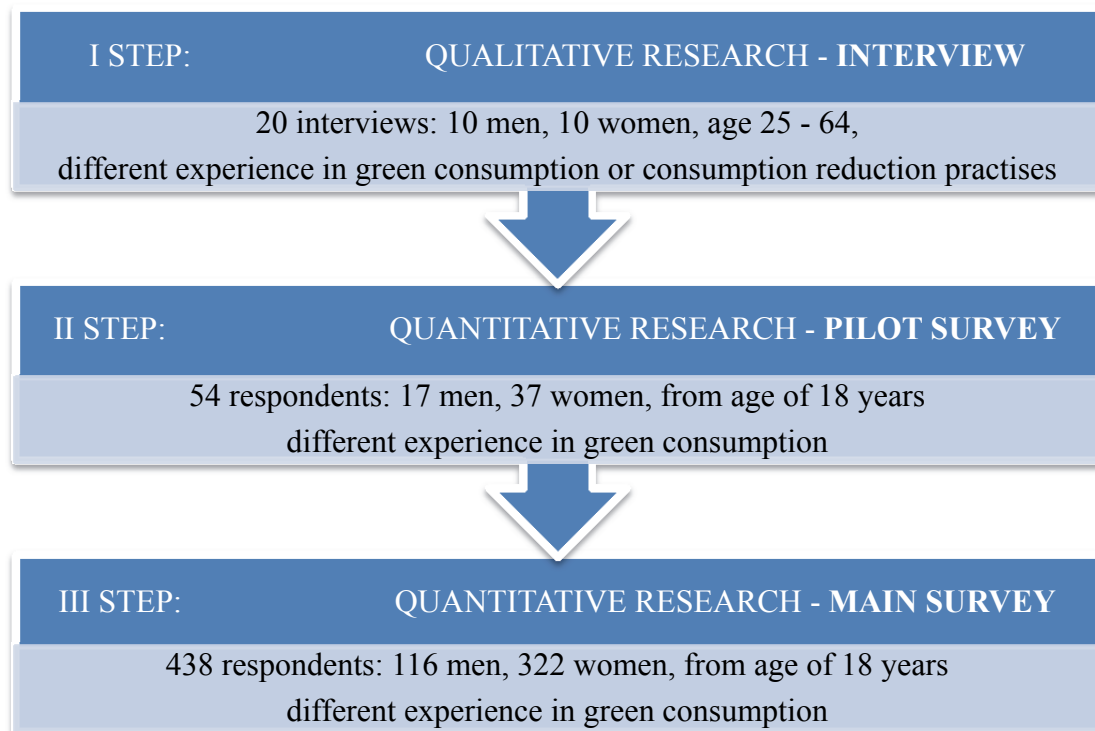 I STEP: QUALITATIVE RESEARCH - INTERVIEW
20 interviews: 10 men, 10 women, age 25 - 64,
different experience in green consumption or consumption reduction practises
II STEP: QUANTITATIVE RESEARCH - PILOT SURVEY
54 respondents: 17 men, 37 women, from age of 18 years
different experience in green consumption
III STEP: QUANTITATIVE RESEARCH - MAIN SURVEY
438 respondents: 116 men, 322 women, from age of 18 years
different experience in green consumption